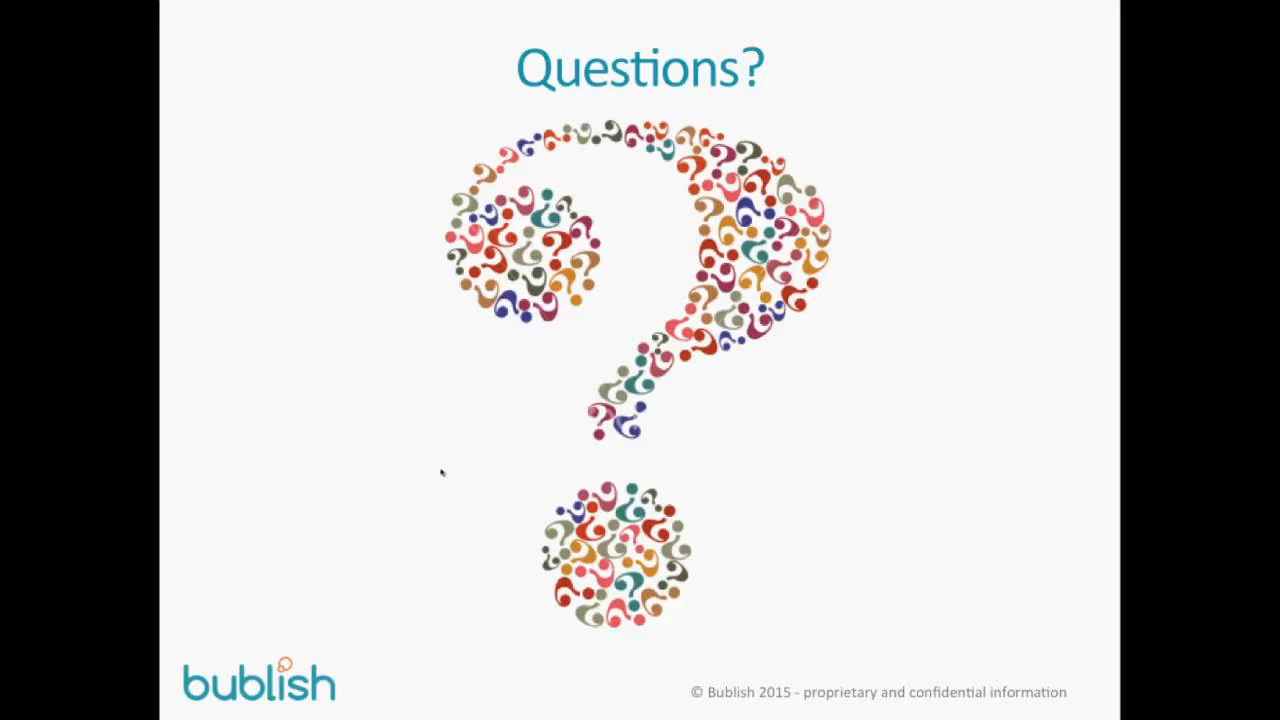 Questions?
bublish
© Bublish 2015 - proprietary and confidential information